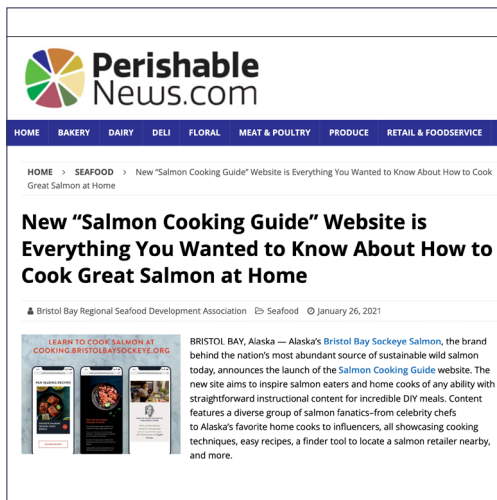 Perishable
News.com
HOME BAKERY DAIRY DELI FLORAL MEAT & POULTRY PRODUCE RETAIL & FOODSERVICE
HOME > SEAFOOD > New “Salmon Cooking Guide” Website is Everything You Wanted to Know About How to Cook
Great Salmon at Home
New “Salmon Cooking Guide” Website is
Everything You Wanted to Know About How to
Cook Great Salmon at Home
Bristol Bay Regional Seafood Development Association Seafood January 26, 2021
LEARN TO COOK SALMON AT
COOKING.BRISTOLBAYSOCKEYE.ORG
PAN SEARING RECIPES
BRISTOL BAY, Alaska — Alaska’s Bristol Bay Sockeye Salmon, the brand
behind the nation’s most abundant source of sustainable wild salmon
today, announces the launch of the Salmon Cooking Guide website. The
new site aims to inspire salmon eaters and home cooks of any ability with
straightforward instructional content for incredible DIY meals. Content
features a diverse group of salmon fanatics–from celebrity chefs
to Alaska’s favorite home cooks to influencers, all showcasing cooking
techniques, easy recipes, a finder tool to locate a salmon retailer nearby,
and more.